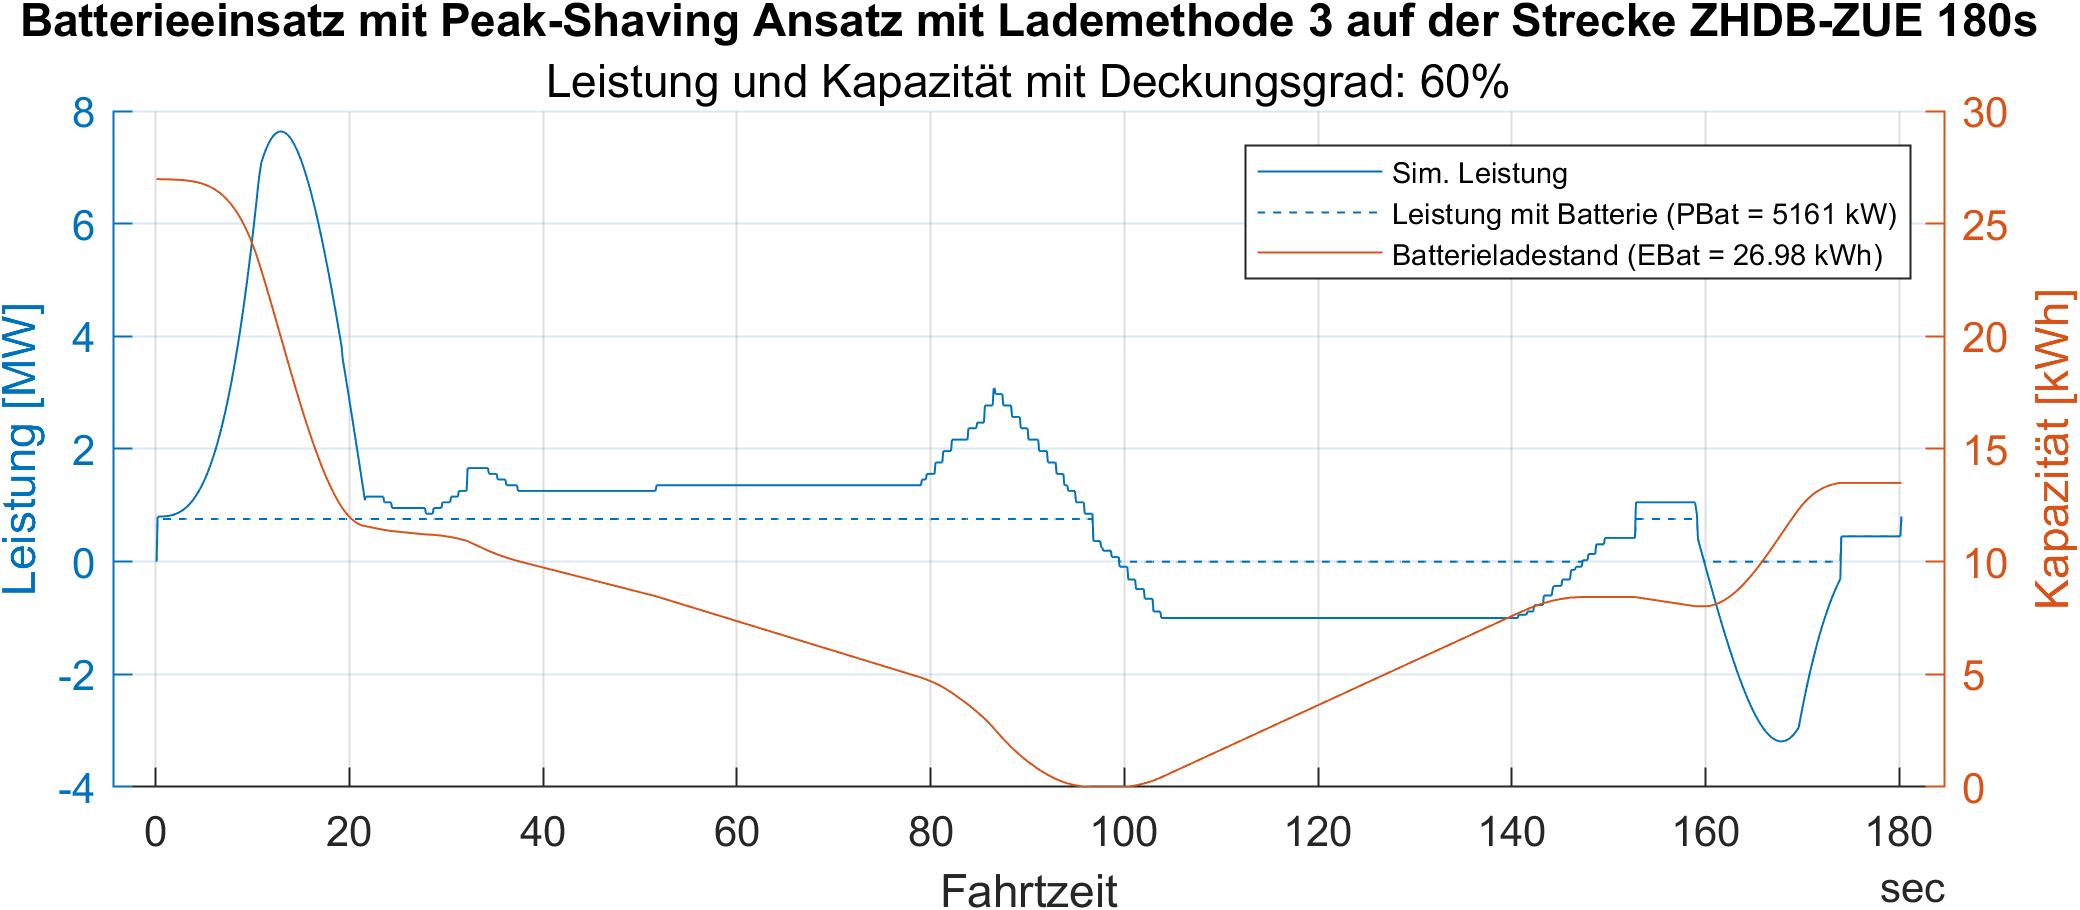 Batterieeinsatz mit Peak-Shaving Ansatz mit Lademethode 3 auf der Strecke ZHDB-ZUE 180s
Leistung und Kapazität mit Deckungsgrad: 60%
Leistung [MW]
8
6
4
2
0
-2
-4
Sim. Leistung
Leistung mit Batterie (PBat = 5161 kW)
Batterieladestand (EBat = 26.98 kWh)
30
25
20
15
10
5
0
Kapazität [kWh]
0 20 40 60 80 100 120 140 160 180
Fahrtzeit
sec